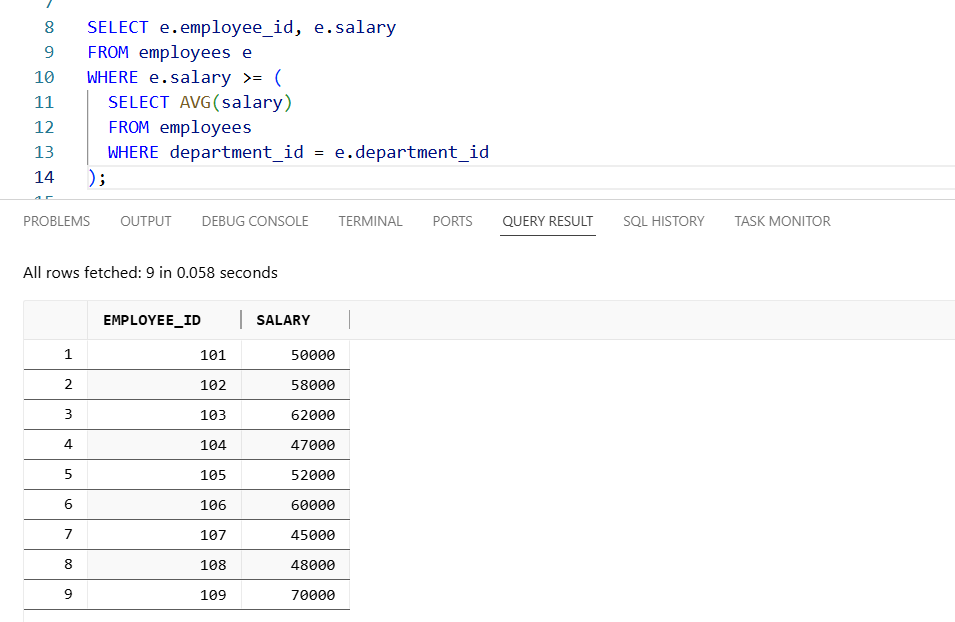 8 SELECT e.employee_id, e.salary
9 FROM employees e
10 WHERE e.salary >= (
11 SELECT AVG(salary)
12 FROM employees
13 WHERE department_id = e.department_id
14 );
PROBLEMS OUTPUT DEBUG CONSOLE TERMINAL PORTS QUERY RESULT SQL HISTORY TASK MONITOR
All rows fetched: 9 in 0.058 seconds
EMPLOYEE_ID SALARY
1 101 50000
2 102 58000
3 103 62000
4 104 47000
5 105 52000
6 106 60000
7 107 45000
8 108 48000
9 109 70000